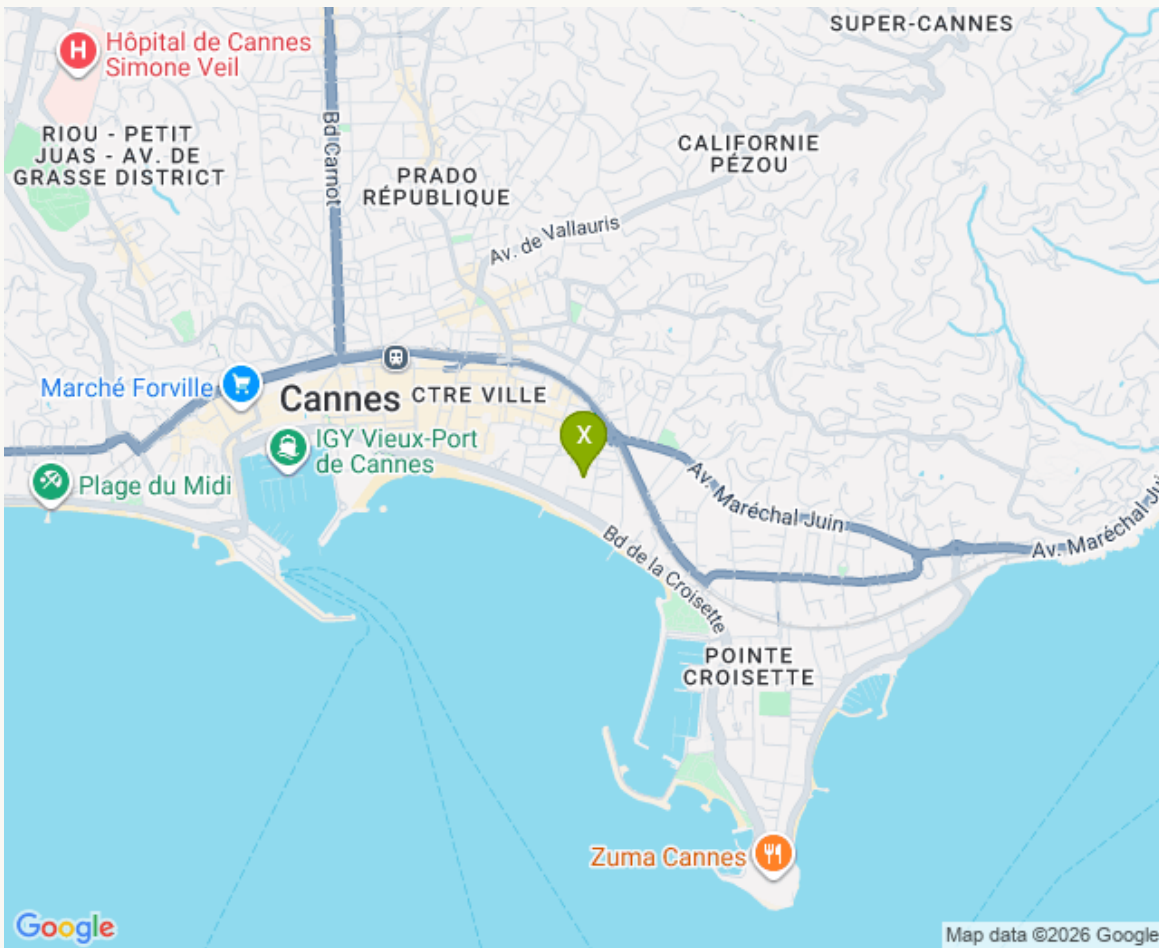 SUPER-CANNES
Hôpital de Cannes
Simone Veil
H
Bd Carnot
RIOU - PETIT
JUAS - AV. DE
GRASSE DISTRICT
CALIFORNIE
PÉZOU
PRADO
RÉPUBLIQUE
Av. de Vallauris
Marché Forville
Cannes
CTRE VILLE
X
IGY Vieux-Port
de Cannes
Plage du Midi
Av. Maréchal Juin
Av. Maréchal Jui
Bd de la Croisette
POINTE
CROISETTE
Zuma Cannes
Google
Map data ©2026 Google